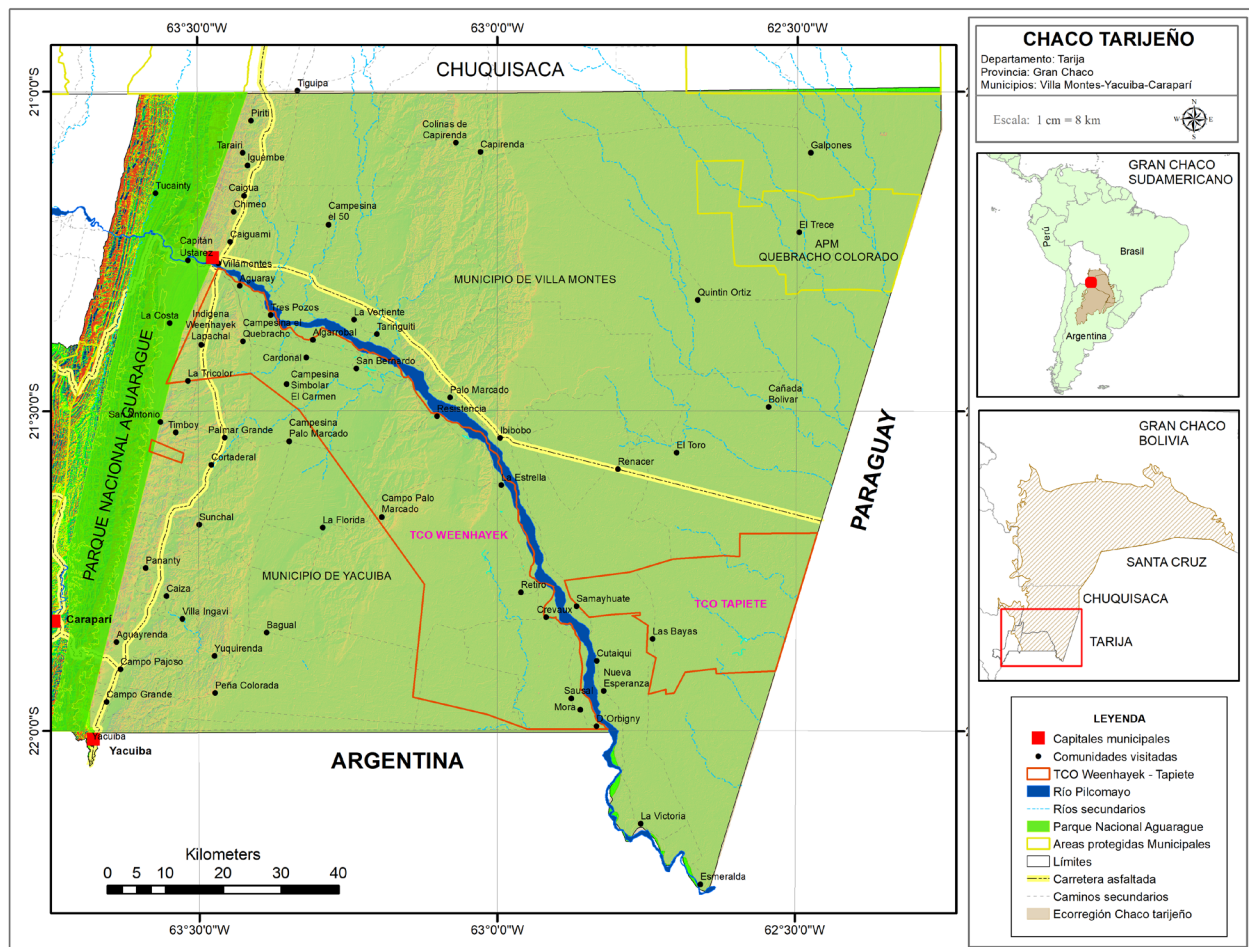 63°30'0"W
63°0'0"W
62°30'0"W
CHUQUISACA
Tiguipa
21°0'0"S
2
Piriti
Colinas de
Capirenda
Capirenda
Galpones
Tarairi
Iguembe
Tucainty
Caigua
Chimeo
Campesina
el 50
El Trece
Caiguami
Capitán
Ustarez
APM
QUEBRACHO COLORADO
Villamontes
MUNICIPIO DE VILLA MONTES
Aguaray
Quintin Ortiz
La Costa
Indigena
Weenhayek
Lapachal
Tres Pozos
Campesina el
Quebracho
La Vertiente
Taringuiti
Algarrobal
Cardonal
San Bernardo
La Tricolor
Campesina
Simbolar
El Carmen
Palo Marcado
Cañada
Bolivar
21°30'0"S
2
San Antonio
Timboy
Resistencia
Palmar Grande
Campesina
Palo Marcado
Ibibobo
El Toro
Cortaderal
Renacer
La Estrella
PARQUE NACIONAL AGUARAGUE
PARAGUAY
Campo Palo
Marcado
Sunchal
La Florida
TCO WEENHAYEK
Pananty
MUNICIPIO DE YACUIBA
Caiza
Retiro
Samayhuate
TCO TAPIETE
Villa Ingavi
Crevaux
Caraparí
Bagual
Las Bayas
Aguayrenda
Yuquirenda
Cutaiqui
Campo Pajoso
Nueva
Esperanza
Campo Grande
Peña Colorada
Sausal
Mora
D'Orbigny
22°0'0"S
2
Yacuiba
Yacuiba
ARGENTINA
La Victoria
Esmeralda
Kilometers
0 5 10 20 30 40
63°30'0"W
63°0'0"W
62°30'0"W
CHACO TARIJEÑO
Departamento: Tarija
Provincia: Gran Chaco
Municipios: Villa Montes-Yacuiba-Caraparí
Escala: 1 cm = 8 km
N
W E
S
GRAN CHACO
SUDAMERICANO
Perú
Brasil
Argentina
GRAN CHACO
BOLIVIA
SANTA CRUZ
CHUQUISACA
TARIJA
LEYENDA
Capitales municipales
Comunidades visitadas
TCO Weenhayek - Tapiete
Río Pilcomayo
Ríos secundarios
Parque Nacional Aguarague
Areas protegidas Municipales
Límites
Carretera asfaltada
Caminos secundarios
Ecorregión Chaco tarijeño